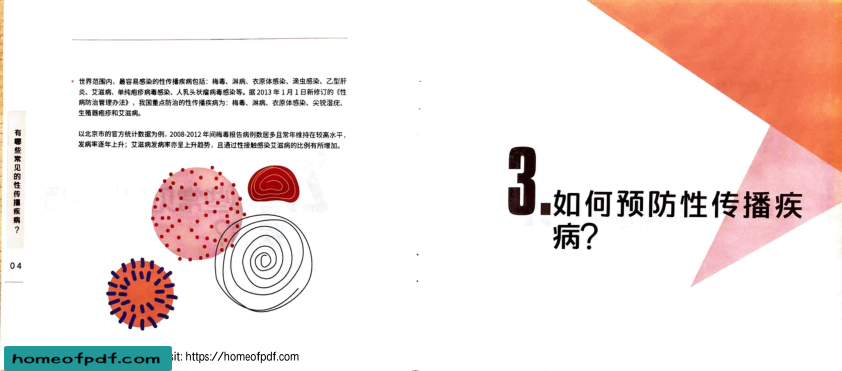 世界范围内，最容易感染的性传播疾病包括：梅毒、淋病、衣原体感染、滴虫感染、乙型肝
炎、艾滋病、单纯疱疹病毒感染、人乳头状瘤病毒感染等。据 2013 年 1 月 1 日新修订的《性
病防治管理办法》，我国重点防治的性传播疾病为：梅毒、淋病、衣原体感染、尖锐湿疣、
生殖器疱疹和艾滋病。
以北京市的官方统计数据为例，2008-2012 年间梅毒报告病例数居多且常年维持在较高水平，
发病率逐年上升；艾滋病发病率亦呈上升趋势，且通过性接触感染艾滋病的比例有所增加。
有哪些常见的性传播疾病？
04
homeofpdf.com
sit: https://homeofpdf.com
3.
如何预防性传播疾
病？